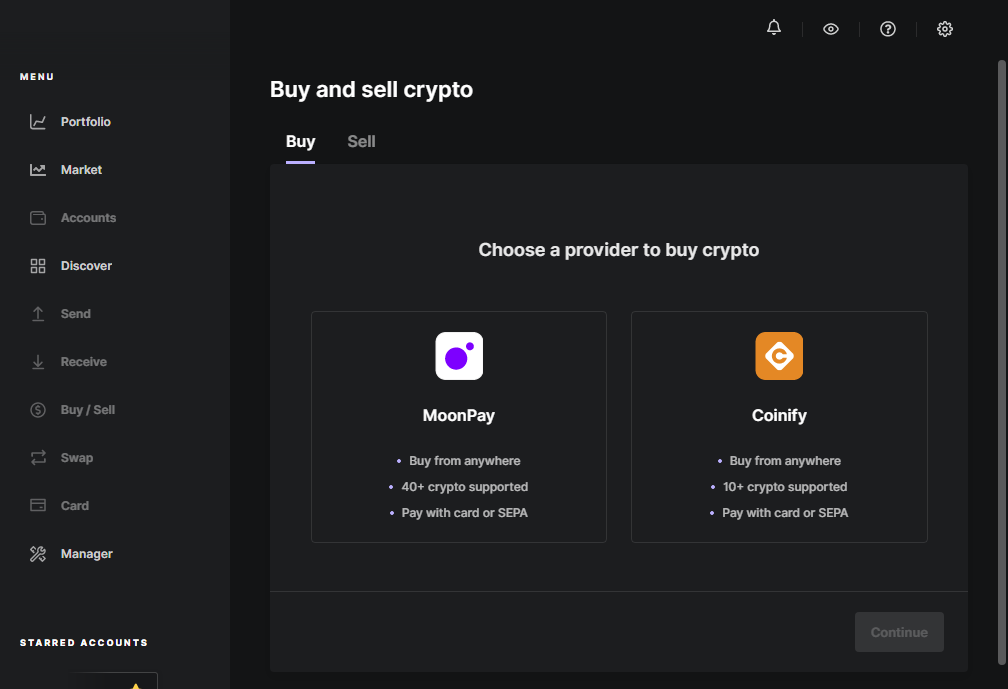 MENU
Portfolio
Market
Accounts
Discover
Send
Receive
Buy / Sell
Swap
Card
Manager
STARRED ACCOUNTS
Buy and sell crypto
Buy Sell
Choose a provider to buy crypto
MoonPay
• Buy from anywhere
• 40+ crypto supported
• Pay with card or SEPA
Coinify
• Buy from anywhere
• 10+ crypto supported
• Pay with card or SEPA
Continue